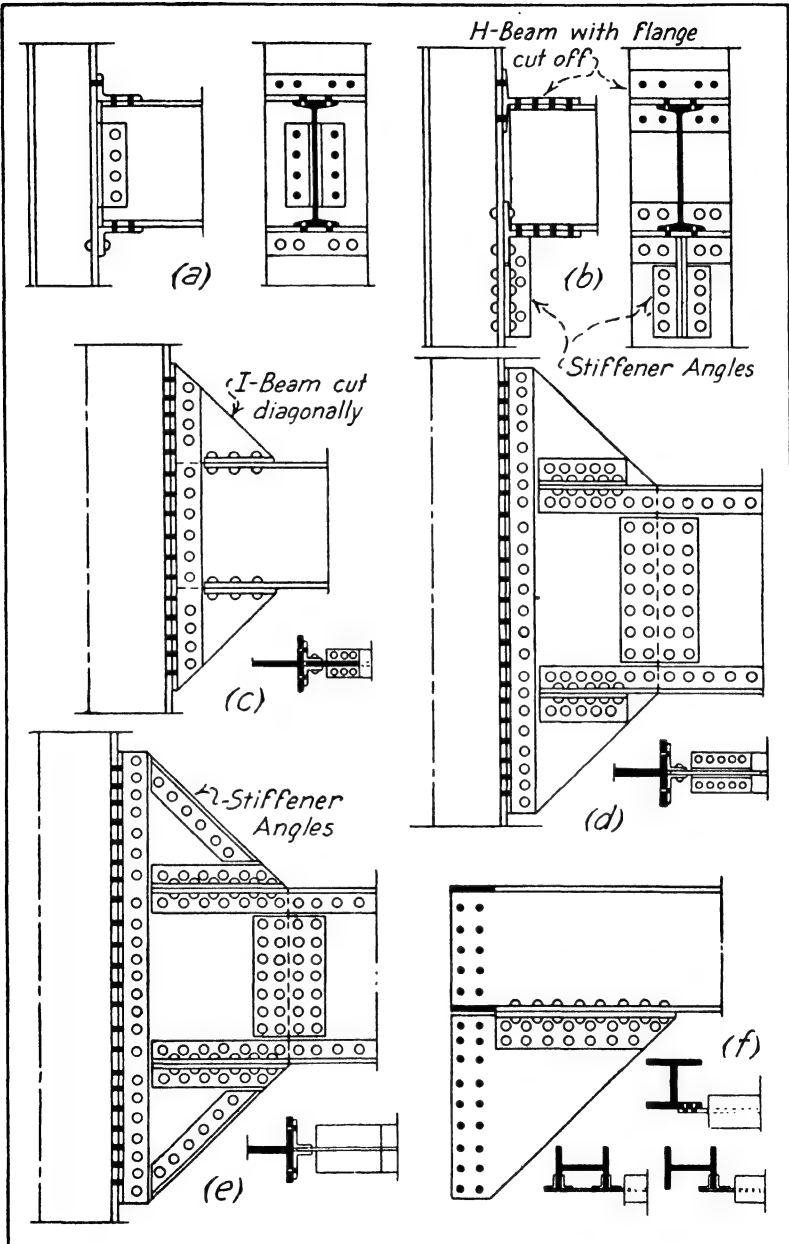 H-Beam with flange
cut off
(a)
(b)
Stiffener Angles
I-Beam cut
diagonally
(c)
(d)
Stiffener
Angles
(e)
(f)